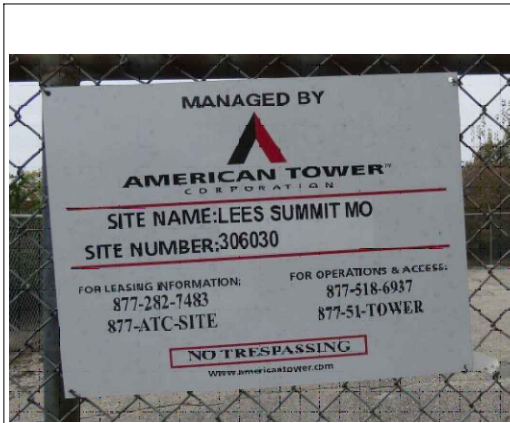 MANAGED BY
AMERICAN TOWER™
CORPORATION
SITE NAME:LEES SUMMIT MO
SITE NUMBER:306030
FOR LEASING INFORMATION:
877-282-7483
877-ATC-SITE
FOR OPERATIONS & ACCESS:
877-518-6937
877-51-TOWER
NO TRESPASSING
www.americantower.com